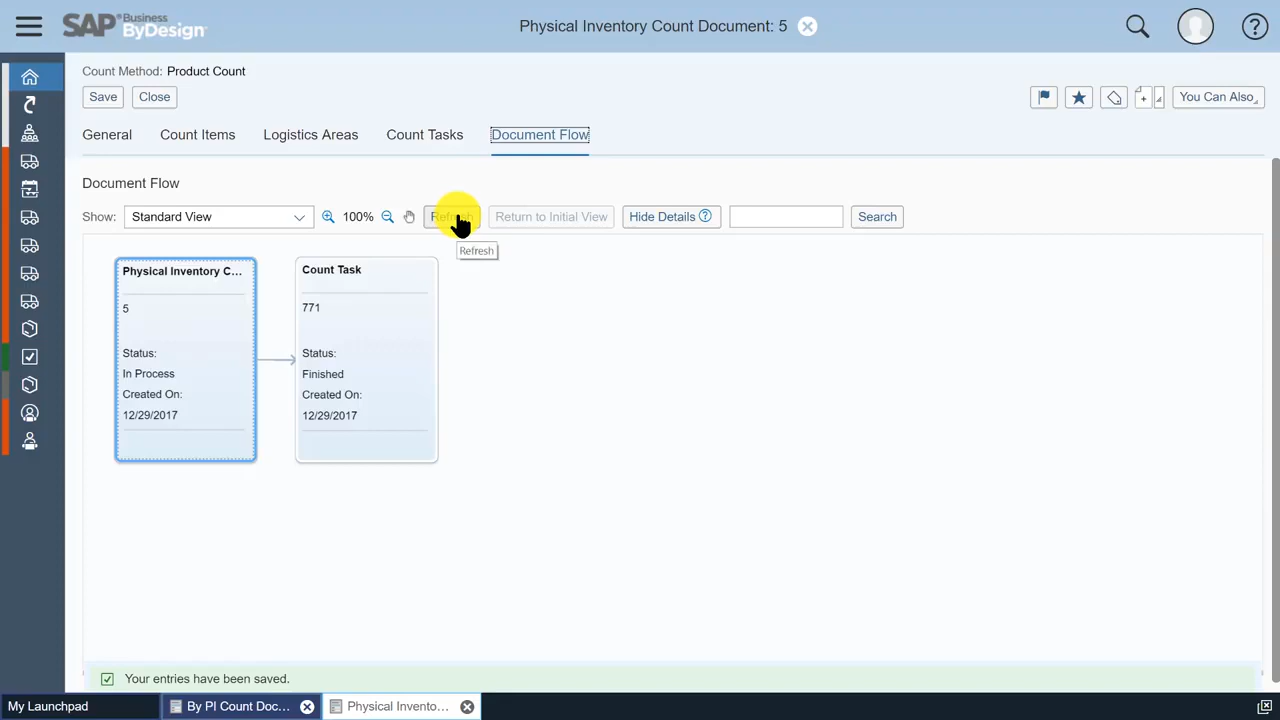 SAP Business ByDesign
Physical Inventory Count Document: 5
Count Method: Product Count
Save Close You Can Also
General Count Items Logistics Areas Count Tasks Document Flow
Document Flow
Show: Standard View 100% Refresh Return to Initial View Hide Details Search
Refresh
Physical Inventory C...
5
Status:
In Process
Created On:
12/29/2017
Count Task
771
Status:
Finished
Created On:
12/29/2017
Your entries have been saved.
My Launchpad By PI Count Doc... Physical Invento...